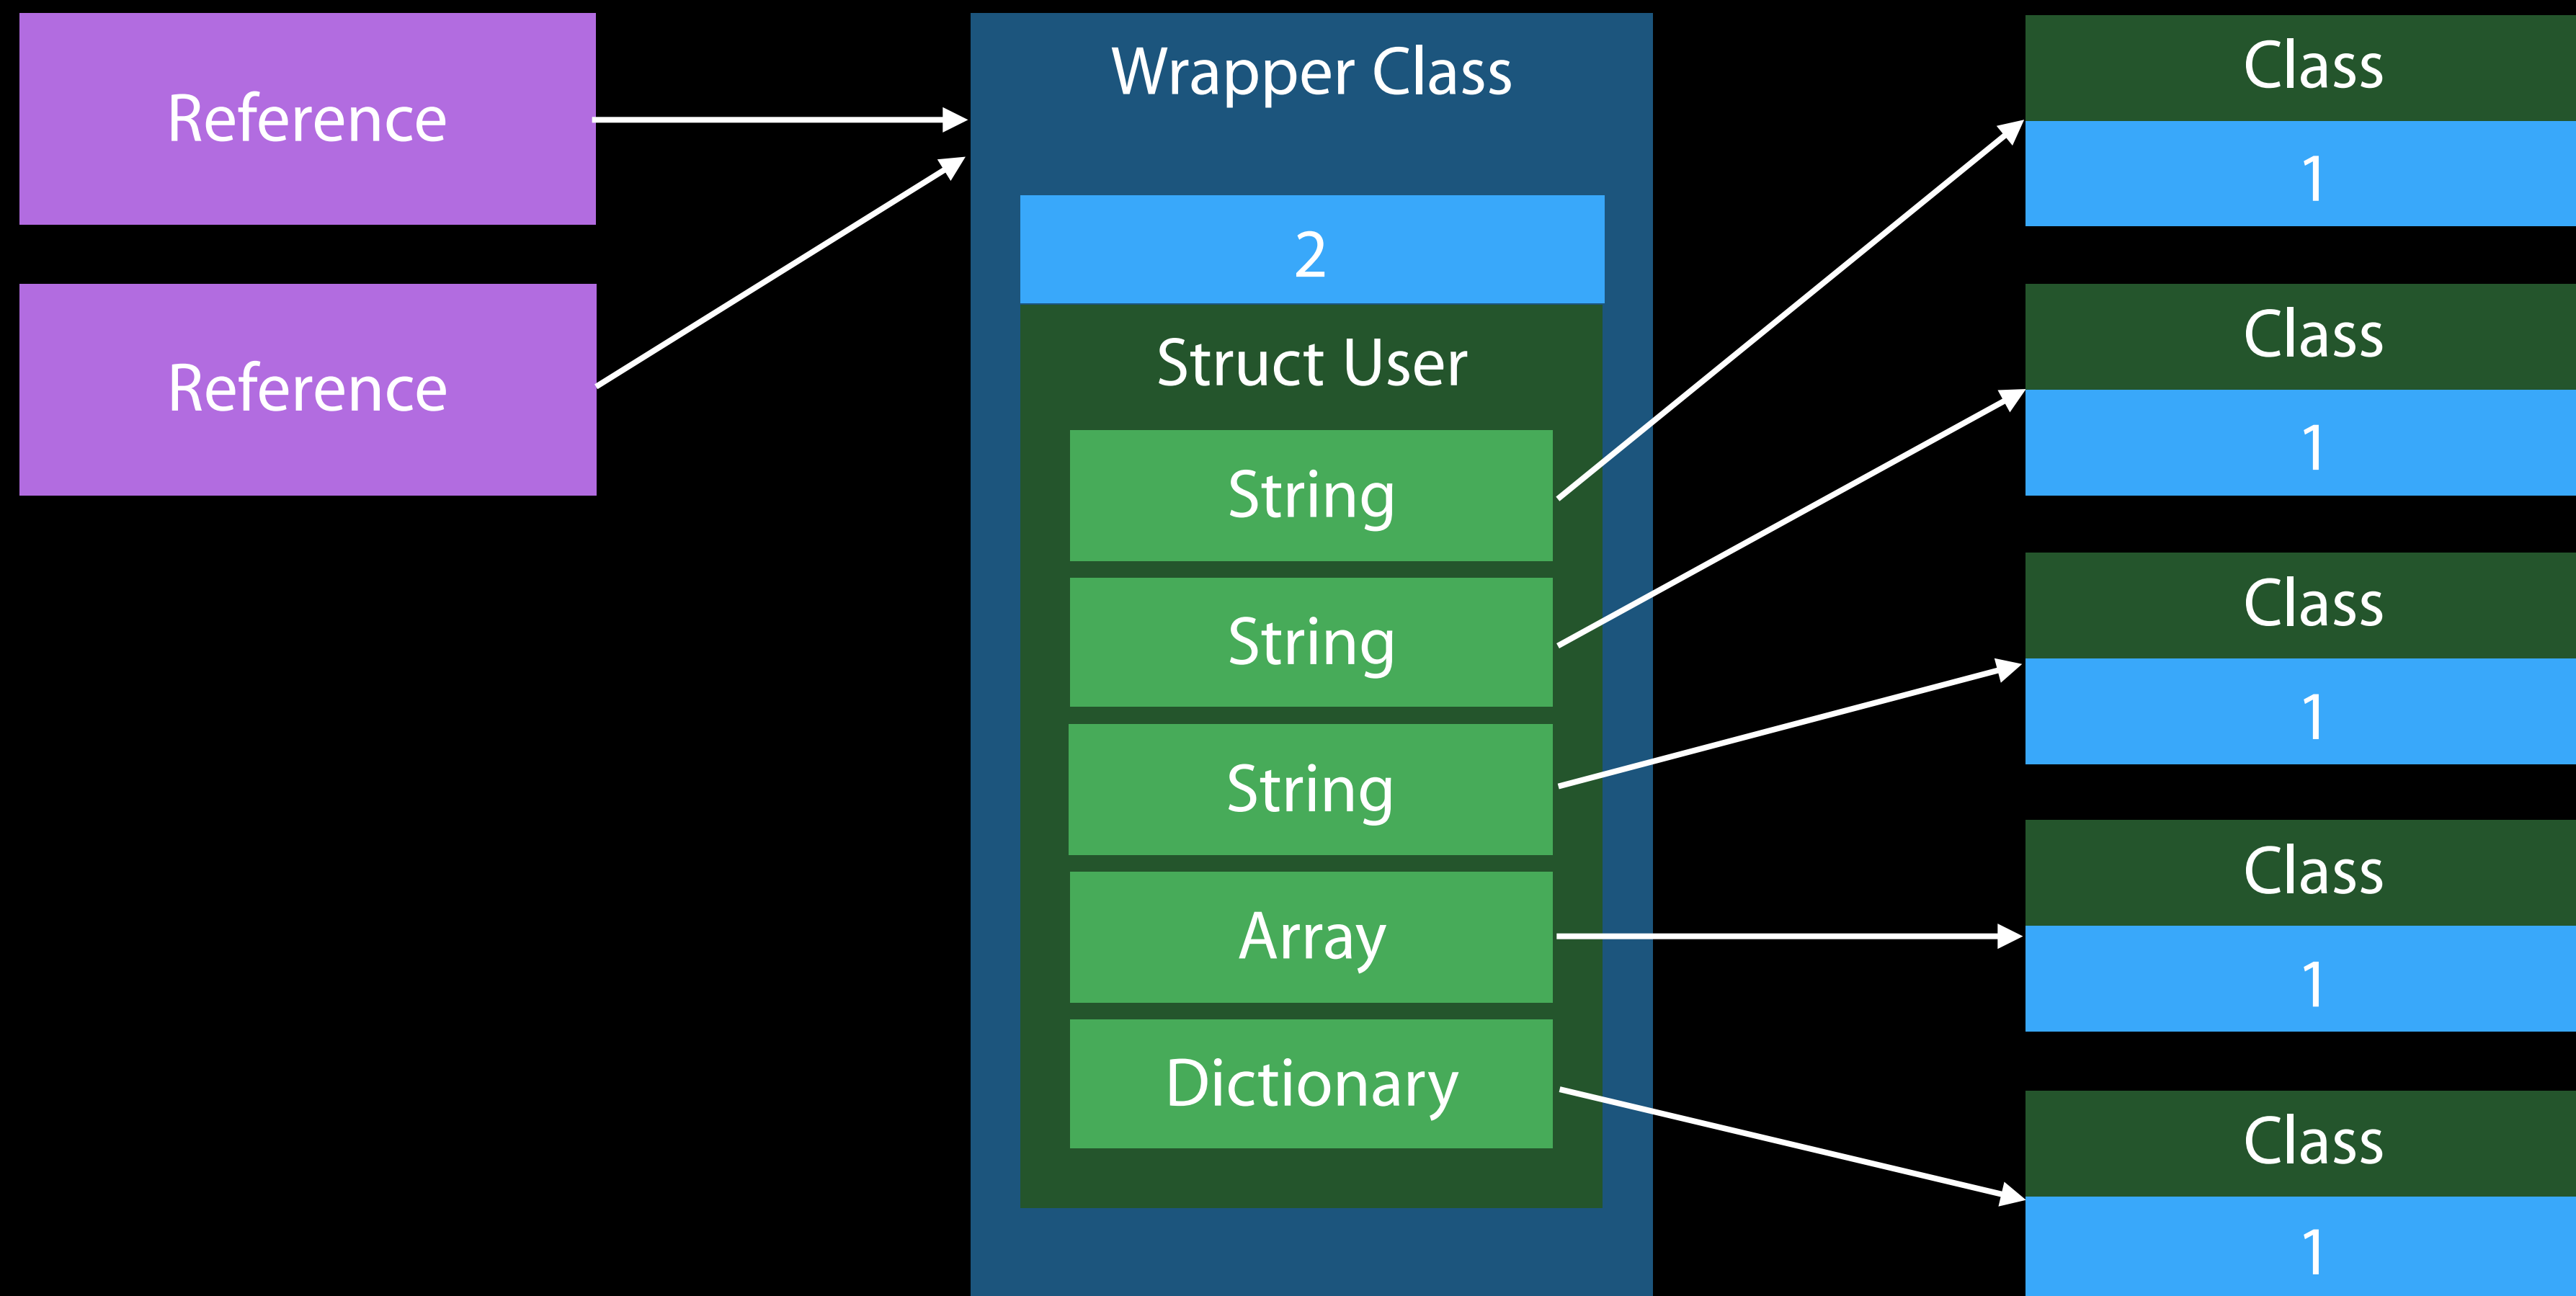 Reference
Reference
Wrapper Class
2
Struct User
String
String
String
Array
Dictionary
Class
1
Class
1
Class
1
Class
1
Class
1